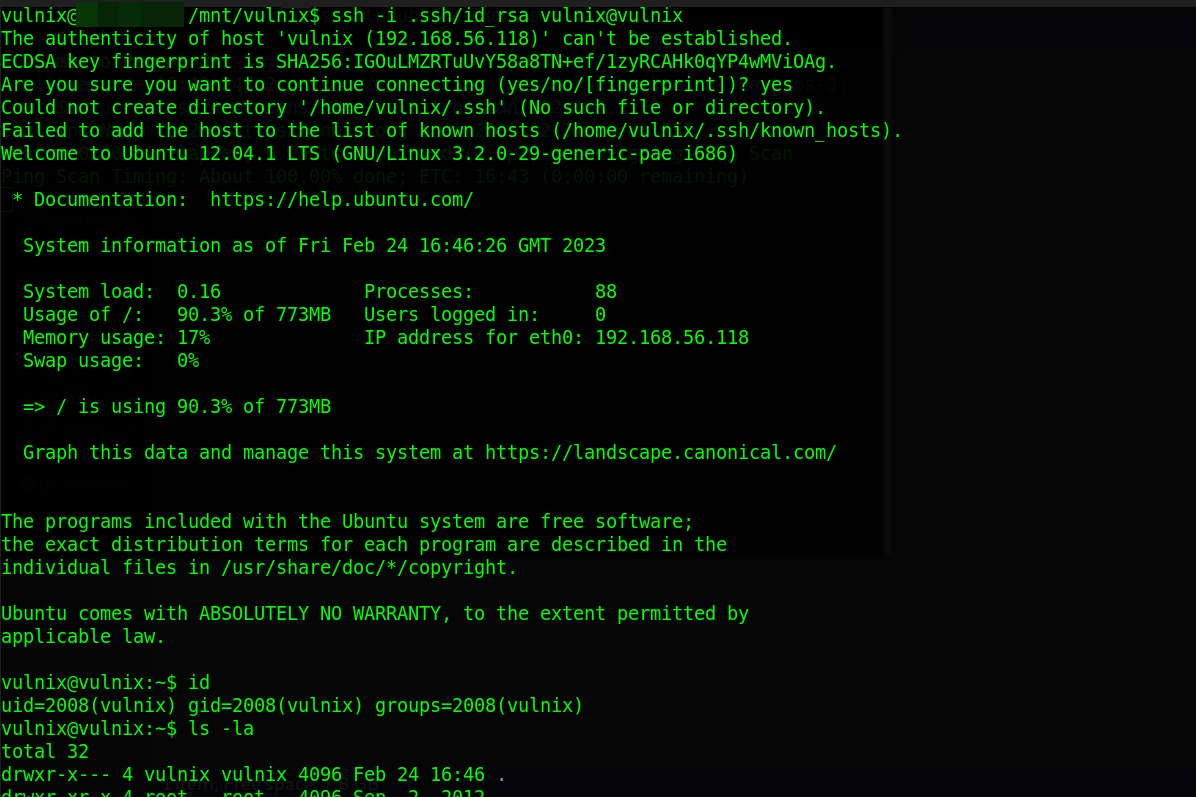 vulnix@ /mnt/vulnix$ ssh -i .ssh/id_rsa vulnix@vulnix
The authenticity of host 'vulnix (192.168.56.118)' can't be established.
ECDSA key fingerprint is SHA256:IGOuLMZRTuUvY58a8TN+ef/1zyRCAHk0qYP4wMViOAg.
Are you sure you want to continue connecting (yes/no/[fingerprint])? yes
Could not create directory '/home/vulnix/.ssh' (No such file or directory).
Failed to add the host to the list of known hosts (/home/vulnix/.ssh/known_hosts).
Welcome to Ubuntu 12.04.1 LTS (GNU/Linux 3.2.0-29-generic-pae i686)
Ping Scan Timing: About 100.00% done; ETC: 16:43 (0:00:00 remaining)
* Documentation: https://help.ubuntu.com/
System information as of Fri Feb 24 16:46:26 GMT 2023
System load: 0.16 Processes: 88
Usage of /: 90.3% of 773MB Users logged in: 0
Memory usage: 17% IP address for eth0: 192.168.56.118
Swap usage: 0%
=> / is using 90.3% of 773MB
Graph this data and manage this system at https://landscape.canonical.com/
The programs included with the Ubuntu system are free software;
the exact distribution terms for each program are described in the
individual files in /usr/share/doc/*/copyright.
Ubuntu comes with ABSOLUTELY NO WARRANTY, to the extent permitted by
applicable law.
vulnix@vulnix:~$ id
uid=2008(vulnix) gid=2008(vulnix) groups=2008(vulnix)
vulnix@vulnix:~$ ls -la
total 32
drwxr-x--- 4 vulnix vulnix 4096 Feb 24 16:46 .
drwxr-xr-x 4 root root 4096 Sep 2 2012